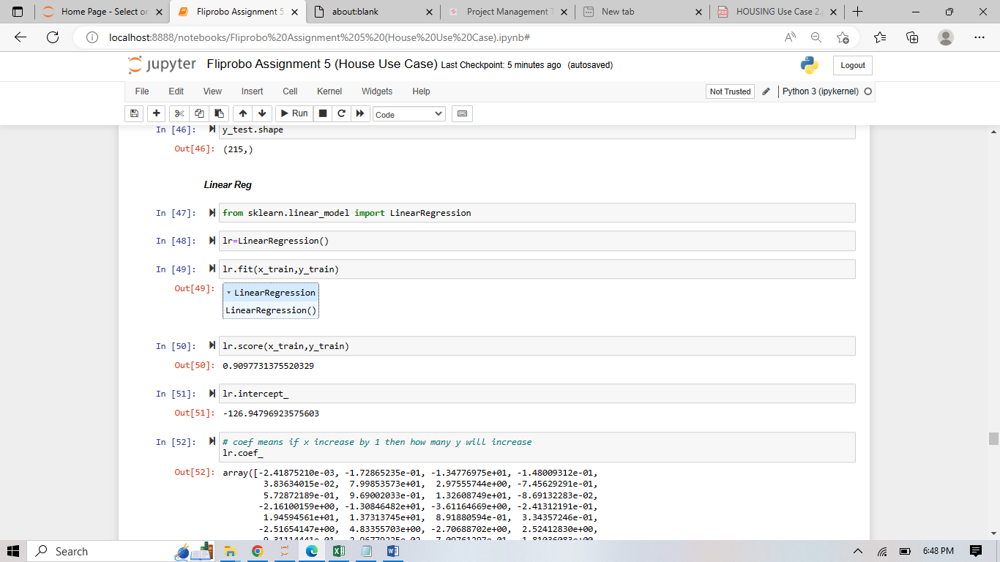 Home Page - Select or
Fliprobo Assignment 5
about:blank
Project Management T
New tab
HOUSING Use Case 2.p
localhost:8888/notebooks/Fliprobo%20Assignment%205%20(House%20Use%20Case).ipynb#
jupyter Fliprobo Assignment 5 (House Use Case) Last Checkpoint: 5 minutes ago (autosaved)
Logout
File Edit View Insert Cell Kernel Widgets Help
Not Trusted
Python 3 (ipykernel)
Run
Code
In [46]: y_test.shape
Out[46]: (215,)
Linear Reg
In [47]: from sklearn.linear_model import LinearRegression
In [48]: lr=LinearRegression()
In [49]: lr.fit(x_train,y_train)
Out[49]: LinearRegression
LinearRegression()
In [50]: lr.score(x_train,y_train)
Out[50]: 0.9097731375520329
In [51]: lr.intercept_
Out[51]: -126.94796923575603
In [52]: # coef means if x increase by 1 then how many y will increase
lr.coef_
Out[52]: array([-2.41875210e-03, -1.72865235e-01, -1.34776975e+01, -1.48009312e-01,
3.83634015e-02, 7.99853573e+01, 2.97555744e+00, -7.45629291e-01,
5.72872189e-01, 9.69002033e-01, 1.32608749e+01, -8.69132283e-02,
-2.16100159e+00, -1.30846482e+01, -3.61164669e+00, -2.41312191e-01,
1.94594561e+01, 1.37313745e+01, 8.91880594e-01, 3.34357246e-01,
-2.51654147e+00, 4.83355703e+00, -2.70688702e+00, 2.52412830e+00,
Search
6:48 PM